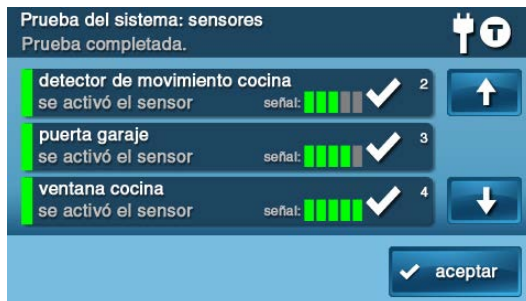 Prueba del sistema: sensores
Prueba completada.
T
detector de movimiento cocina
2
se activó el sensor
señal:
puerta garaje
3
se activó el sensor
señal:
ventana cocina
4
se activó el sensor
señal:
aceptar